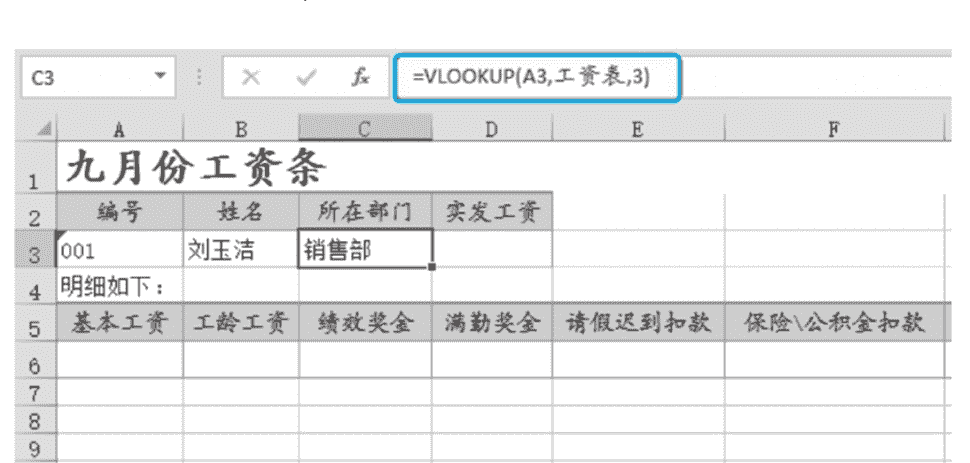 C3 fx =VLOOKUP(A3,工资表,3)
A B C D E F
1 九月份工资条
2 编号 姓名 所在部门 实发工资
3 001 刘玉洁 销售部
4 明细如下：
5 基本工资 工龄工资 绩效奖金 满勤奖金 请假迟到扣款 保险\公积金扣款
6
7
8
9